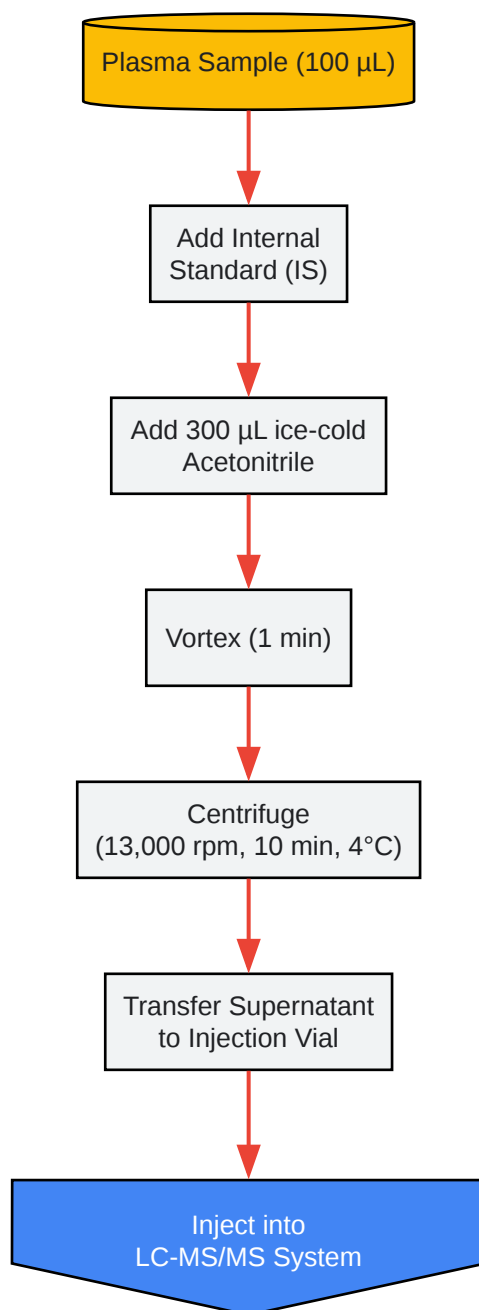 Plasma Sample (100 µL)
Add Internal
Standard (IS)
Add 300 µL ice-cold
Acetonitrile
Vortex (1 min)
Centrifuge
(13,000 rpm, 10 min, 4°C)
Transfer Supernatant
to Injection Vial
Inject into
LC-MS/MS System